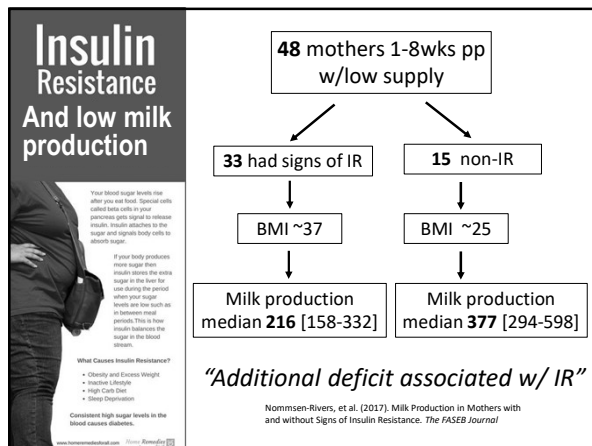 Insulin
Resistance
And low milk
production
Your blood sugar levels rise
after you eat food. Special cells
called beta cells in your
pancreas gets signal to release
insulin. Insulin attaches to the
sugar and signals body cells to
absorb sugar.
If your body produces
more sugar then
insulin stores the extra
sugar in the liver for
use during the period
when your sugar
levels are low such as
in between meal
periods.This is how
insulin balances the
sugar in the blood
stream.
What Causes Insulin Resistance?
• Obesity and Excess Weight
• Inactive Lifestyle
• High Carb Diet
• Sleep Deprivation
Consistent high sugar levels in the
blood causes diabetes.
www.homeremediesforall.com Home Remedies
48 mothers 1-8wks pp
w/low supply
33 had signs of IR
15 non-IR
BMI ~37
BMI ~25
Milk production
median 216 [158-332]
Milk production
median 377 [294-598]
“Additional deficit associated w/ IR”
Nommsen-Rivers, et al. (2017). Milk Production in Mothers with
and without Signs of Insulin Resistance. The FASEB Journal